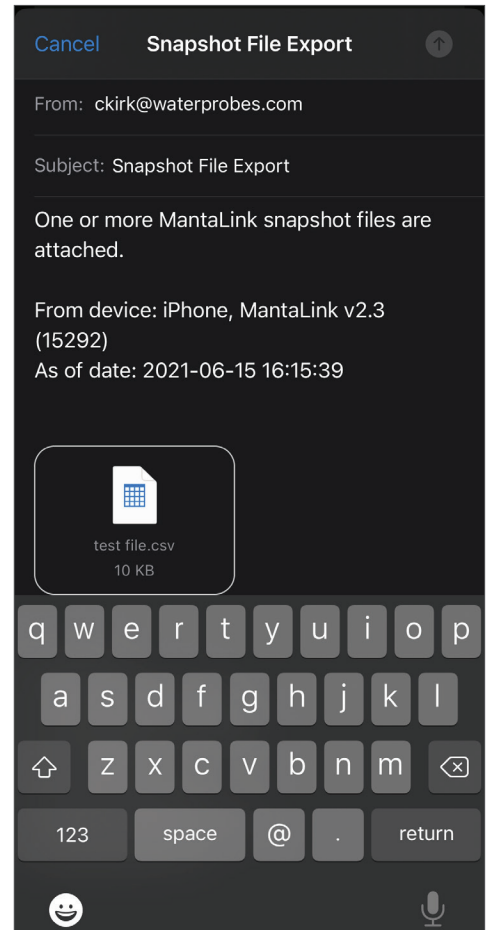 Cancel Snapshot File Export
From: ckirk@waterprobes.com
Subject: Snapshot File Export
One or more MantaLink snapshot files are
attached.
From device: iPhone, MantaLink v2.3
(15292)
As of date: 2021-06-15 16:15:39
test file.csv
10 KB
q w e r t y u i o p
a s d f g h j k l
z x c v b n m
123 space @ . return